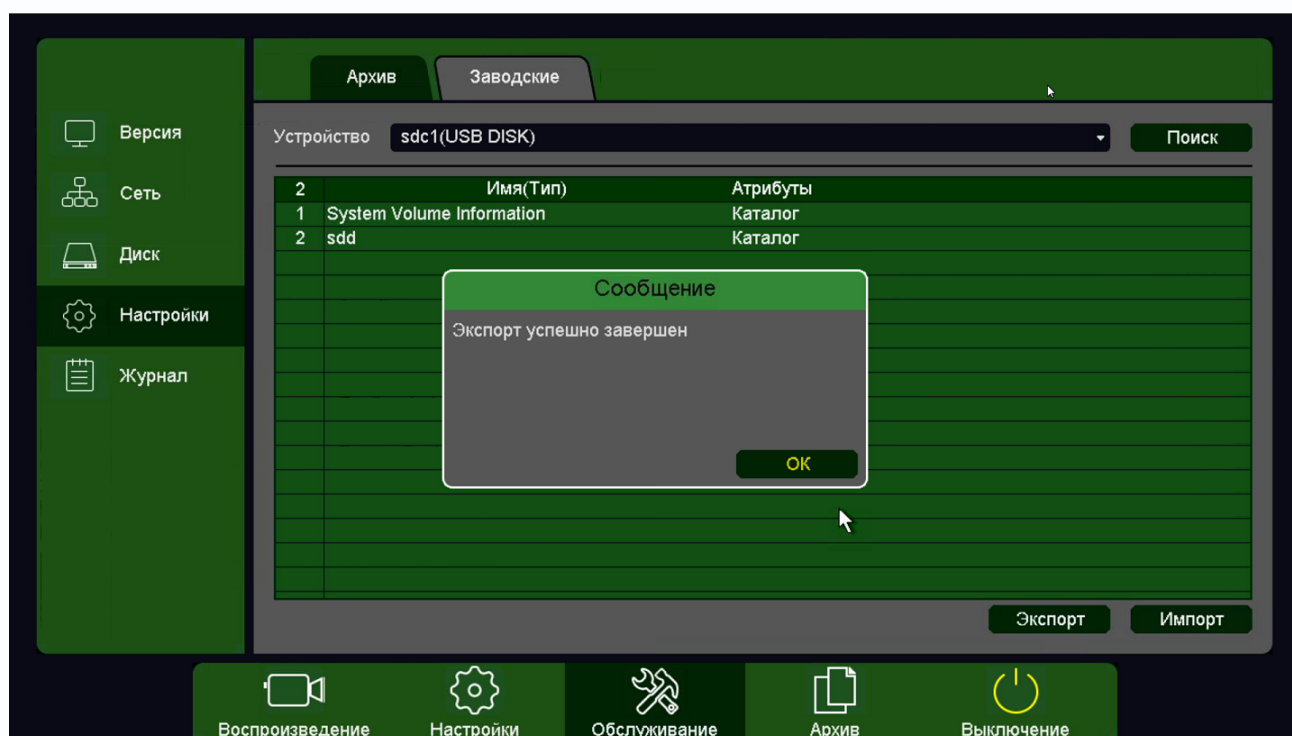 Архив Заводские
Версия
Сеть
Диск
Настройки
Журнал
Устройство sdc1(USB DISK) Поиск
2 Имя(Тип) Атрибуты
1 System Volume Information Каталог
2 sdd Каталог
Сообщение
Экспорт успешно завершен
ОК
Экспорт Импорт
Воспроизведение Настройки Обслуживание Архив Выключение